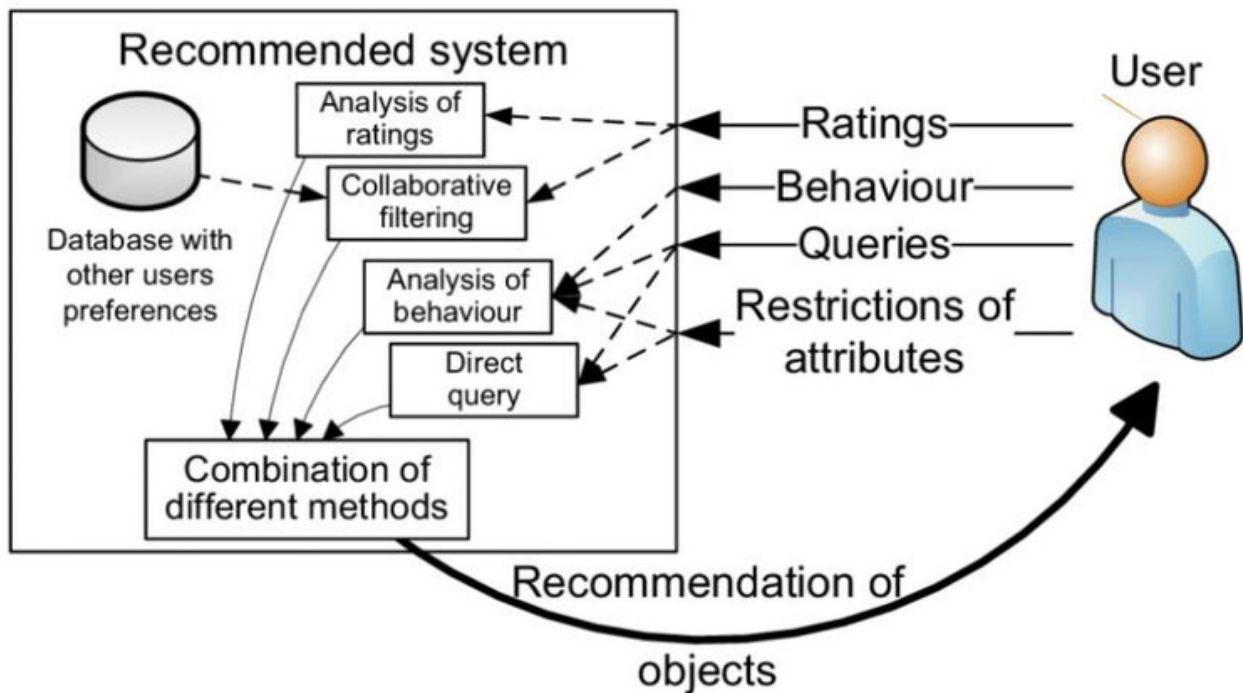 Recommended system
User
Analysis of
ratings
Ratings
Collaborative
filtering
Behaviour
Database with
other users
preferences
Queries
Analysis of
behaviour
Restrictions of
attributes
Direct
query
Combination of
different methods
Recommendation of
objects